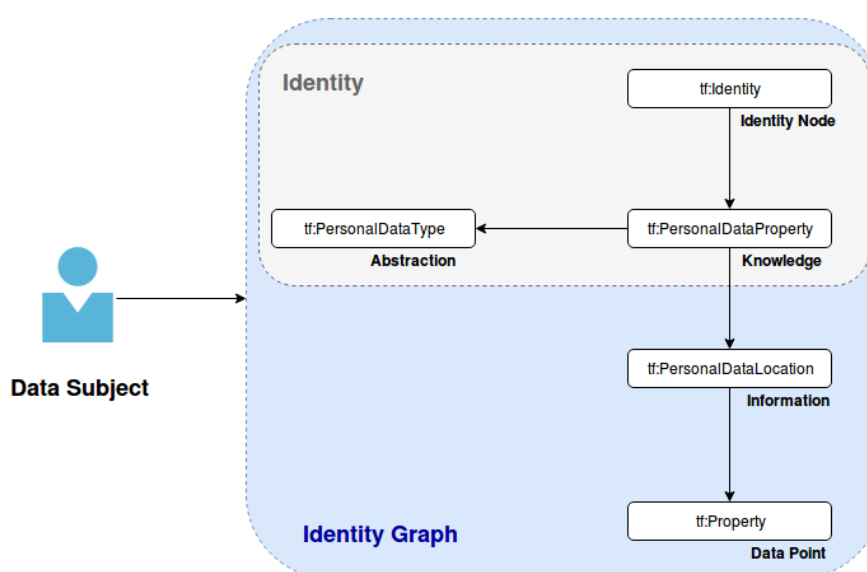 Identity
tf:Identity
Identity Node
tf:PersonalDataType
Abstraction
tf:PersonalDataProperty
Knowledge
Data Subject
tf:PersonalDataLocation
Information
Identity Graph
tf:Property
Data Point